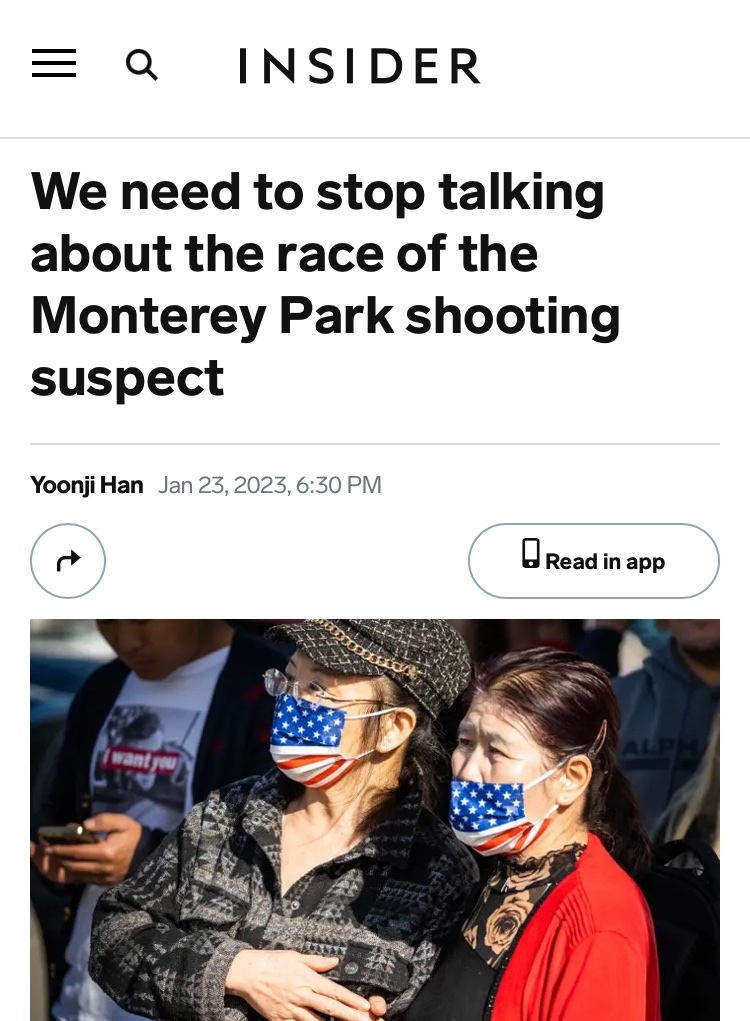 INSIDER
We need to stop talking
about the race of the
Monterey Park shooting
suspect
Yoonji Han Jan 23, 2023, 6:30 PM
Read in app
I want you
ALPH